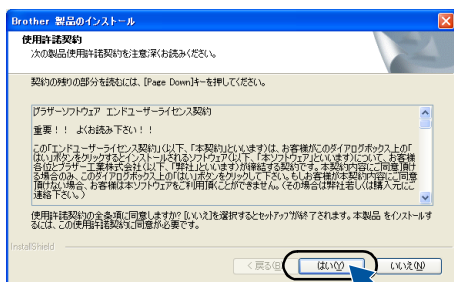 Brother 製品のインストール
使用許諾契約
次の製品使用許諾契約を注意深くお読みください。
契約の残りの部分を読むには、[Page Down]キーを押してください。
ブラザーソフトウェア エンドユーザーライセンス契約
重要！！ よくお読み下さい！！
この「エンドユーザーライセンス契約」(以下、「本契約」といいます)は、お客様がこのダイアログボックス上の「
はい」ボタンをクリックするとインストールされるソフトウェア(以下、「本ソフトウェア」といいます)について、お客様
各位とブラザー工業株式会社(以下、「弊社」といいます)が締結する契約です。本契約内容にご同意頂け
る場合のみ、このダイアログボックス上の「はい」ボタンをクリックして下さい。もしお客様が本契約内容にご同意
頂けない場合、お客様は本ソフトウェアをご利用頂くことができません。(その場合は弊社若しくは購入元にご
連絡下さい。)
使用許諾契約の全条項に同意しますか? [いいえ]を選択するとセットアップが終了されます。本製品 をインストールす
るには、この使用許諾契約に同意が必要です。
InstallShield
< 戻る(B) はい(Y) いいえ(N)